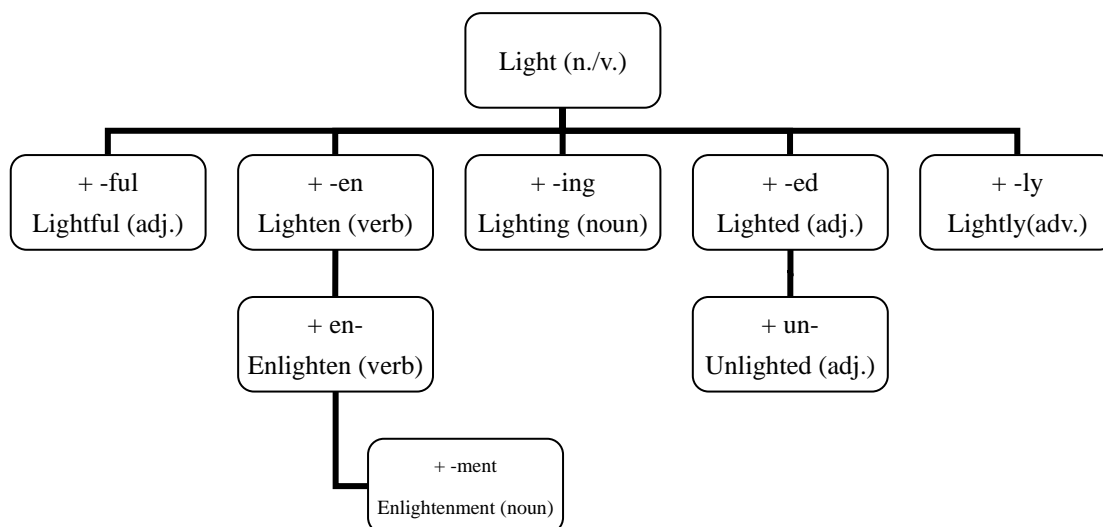 Light (n./v.)
+ -ful
Lightful (adj.)
+ -en
Lighten (verb)
+ -ing
Lighting (noun)
+ -ed
Lighted (adj.)
+ -ly
Lightly(adv.)
+ en-
Enlighten (verb)
+ un-
Unlighted (adj.)
+ -ment
Enlightenment (noun)